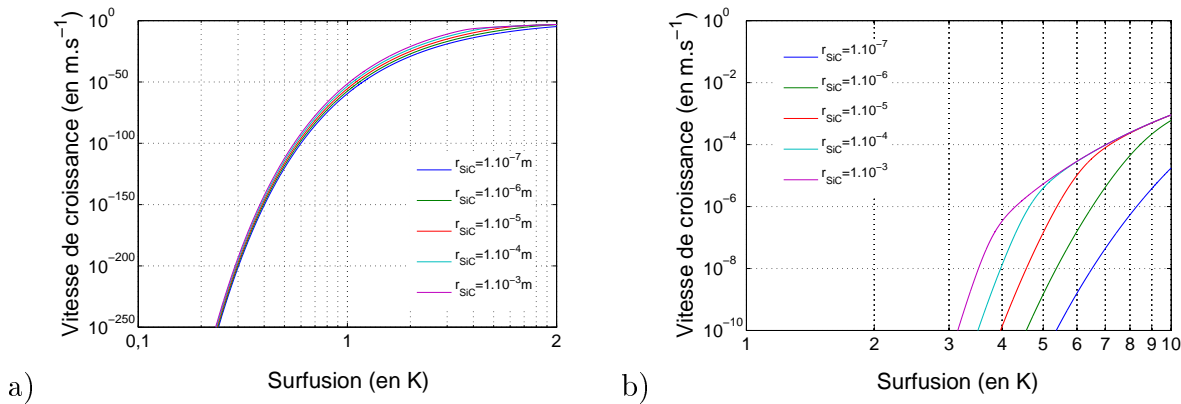 10⁰
10⁻⁵⁰
10⁻¹⁰⁰
10⁻¹⁵⁰
10⁻²⁰⁰
10⁻²⁵⁰
Vitesse de croissance (en m.s⁻¹)
r_SiC=1.10⁻⁷m
r_SiC=1.10⁻⁶m
r_SiC=1.10⁻⁵m
r_SiC=1.10⁻⁴m
r_SiC=1.10⁻³m
0,1 1 2
Surfusion (en K)
a)
10⁰
10⁻²
10⁻⁴
10⁻⁶
10⁻⁸
10⁻¹⁰
Vitesse de croissance (en m.s⁻¹)
r_SiC=1.10⁻⁷
r_SiC=1.10⁻⁶
r_SiC=1.10⁻⁵
r_SiC=1.10⁻⁴
r_SiC=1.10⁻³
1 2 3 4 5 6 7 8 9 10
Surfusion (en K)
b)